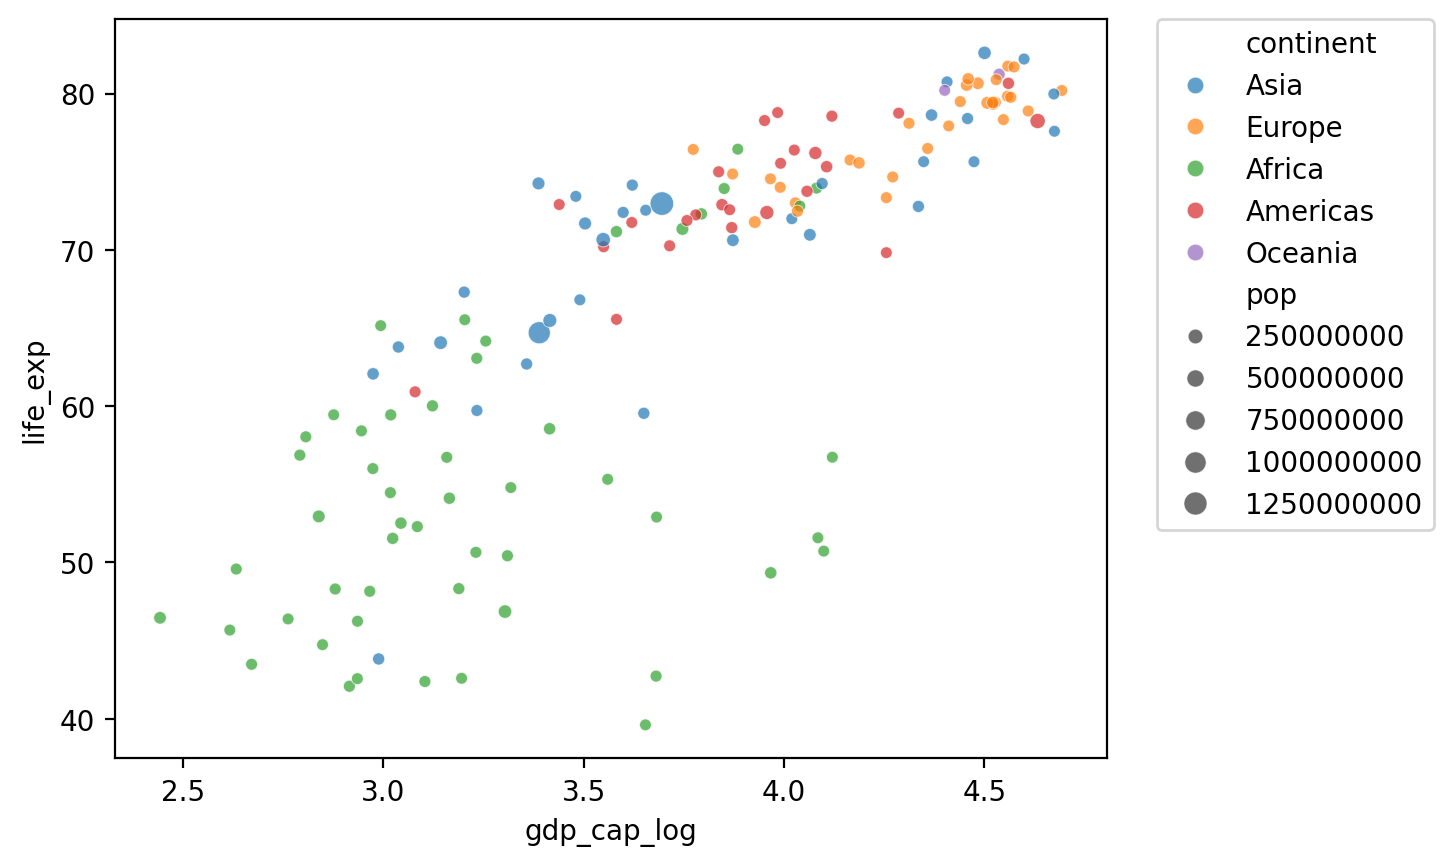 80
70
60
50
40
life_exp
2.5
3.0
3.5
4.0
4.5
gdp_cap_log
continent
Asia
Europe
Africa
Americas
Oceania
pop
250000000
500000000
750000000
1000000000
1250000000